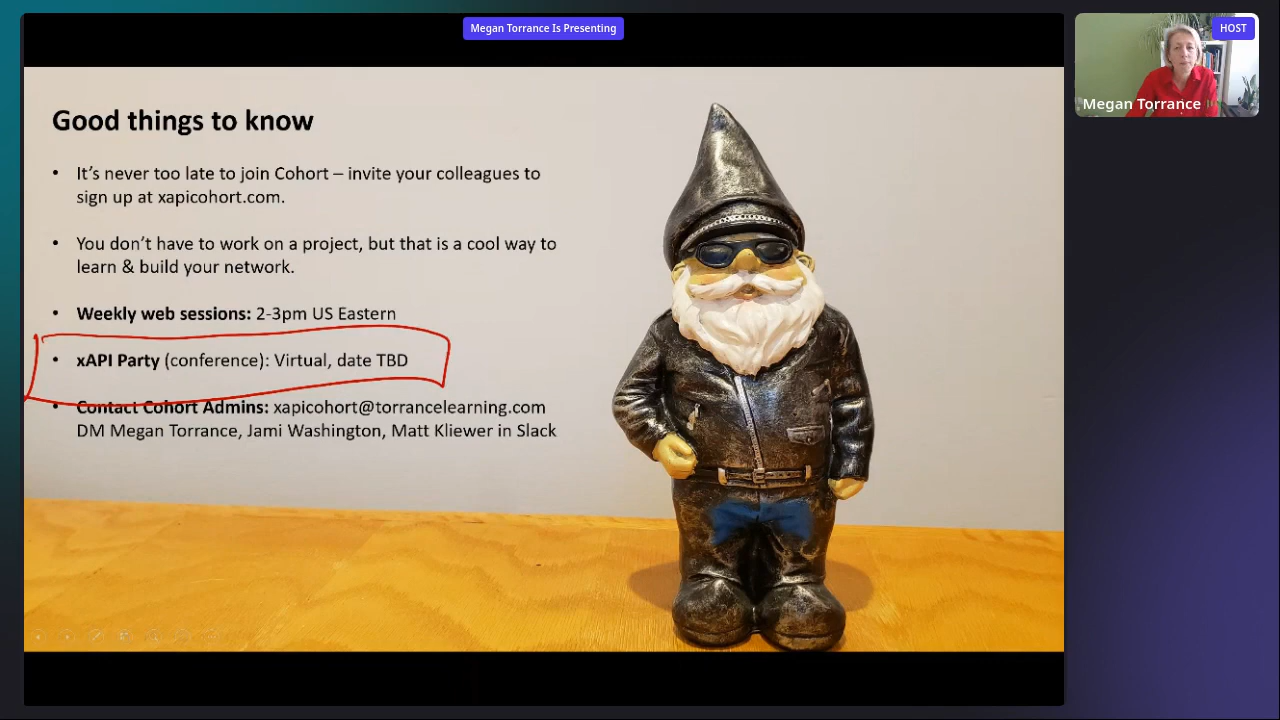 Megan Torrance Is Presenting
HOST
Megan Torrance
Good things to know
• It's never too late to join Cohort – invite your colleagues to
sign up at xapicohort.com.
• You don't have to work on a project, but that is a cool way to
learn & build your network.
• Weekly web sessions: 2-3pm US Eastern
• xAPI Party (conference): Virtual, date TBD
• Contact Cohort Admins: xapicohort@torrancelearning.com
DM Megan Torrance, Jami Washington, Matt Kliewer in Slack